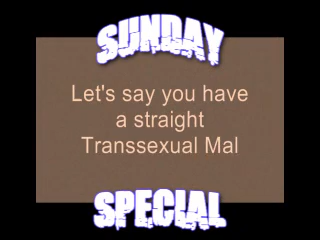 SUNDAY
Let's say you have
a straight
Transsexual Mal
SPECIAL